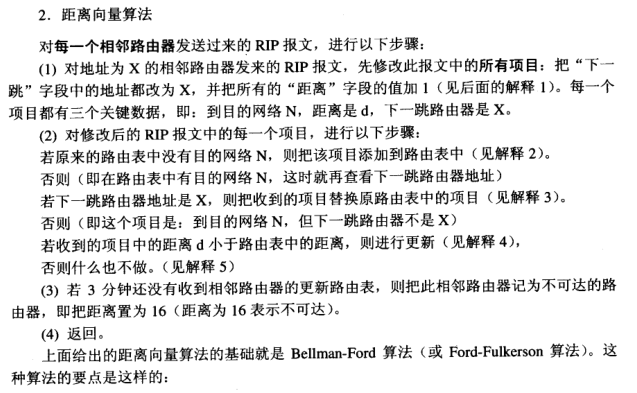 2．距离向量算法
对每一个相邻路由器发送过来的 RIP 报文，进行以下步骤：
(1) 对地址为 X 的相邻路由器发来的 RIP 报文，先修改此报文中的所有项目：把“下一
跳”字段中的地址都改为 X，并把所有的“距离”字段的值加 1（见后面的解释 1）。每一个
项目都有三个关键数据，即：到目的网络 N，距离是 d，下一跳路由器是 X。
(2) 对修改后的 RIP 报文中的每一个项目，进行以下步骤：
若原来的路由表中没有目的网络 N，则把该项目添加到路由表中（见解释 2）。
否则（即在路由表中有目的网络 N，这时就再查看下一跳路由器地址）
若下一跳路由器地址是 X，则把收到的项目替换原路由表中的项目（见解释 3）。
否则（即这个项目是：到目的网络 N，但下一跳路由器不是 X）
若收到的项目中的距离 d 小于路由表中的距离，则进行更新（见解释 4），
否则什么也不做。（见解释 5）
(3) 若 3 分钟还没有收到相邻路由器的更新路由表，则把此相邻路由器记为不可达的路
由器，即把距离置为 16（距离为 16 表示不可达）。
(4) 返回。
上面给出的距离向量算法的基础就是 Bellman-Ford 算法（或 Ford-Fulkerson 算法）。这
种算法的要点是这样的：